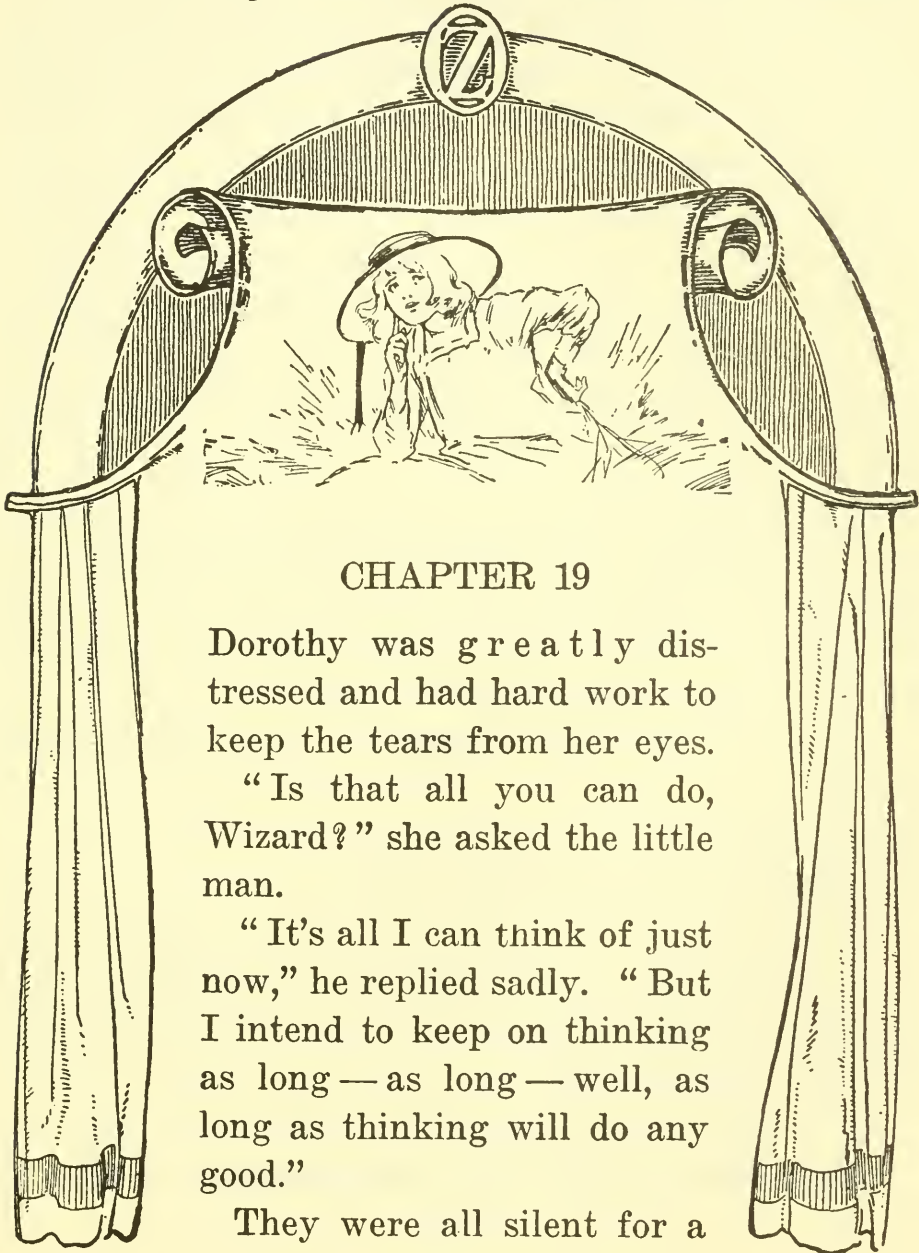 OZ
CHAPTER 19
Dorothy was greatly dis-
tressed and had hard work to
keep the tears from her eyes.
“Is that all you can do,
Wizard?” she asked the little
man.
“It’s all I can think of just
now,” he replied sadly. “But
I intend to keep on thinking
as long — as long — well, as
long as thinking will do any
good.”
They were all silent for a